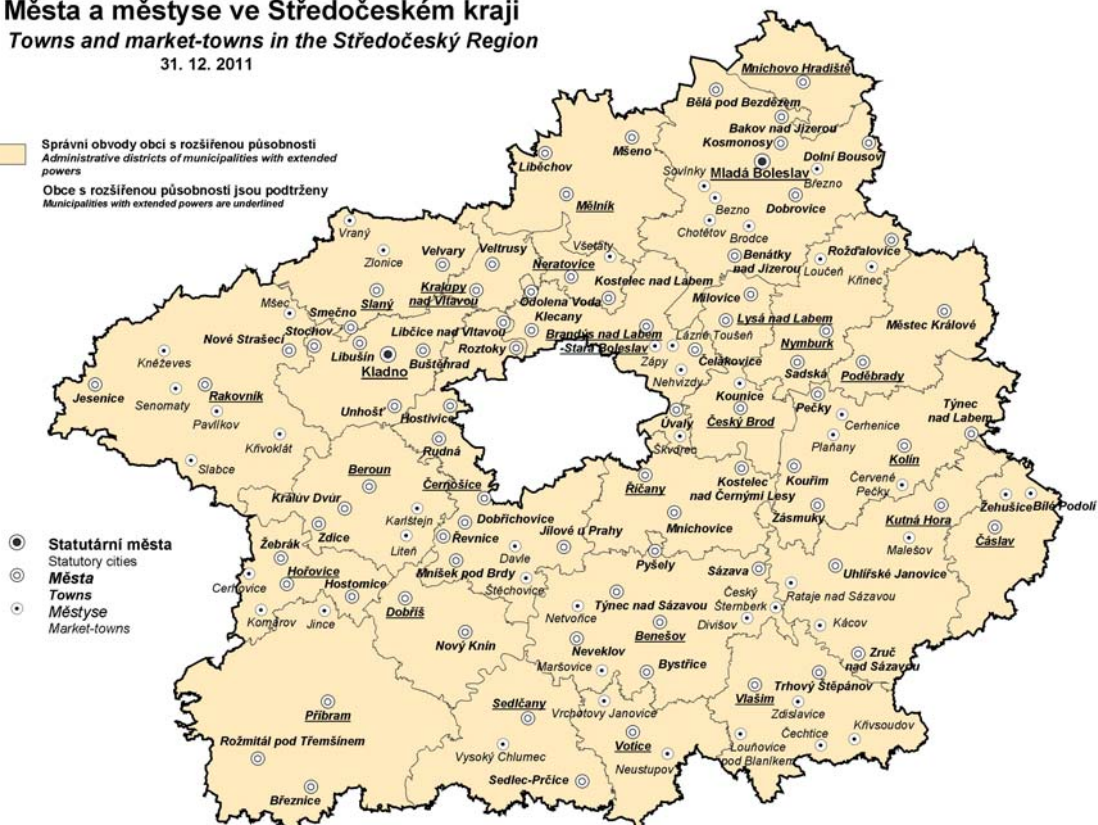 Města a městyse ve Středočeském kraji
Towns and market-towns in the Středočeský Region
31. 12. 2011
Správní obvody obcí s rozšířenou působností
Administrative districts of municipalities with extended
powers
Obce s rozšířenou působností jsou podtrženy
Municipalities with extended powers are underlined
Mnichovo Hradiště
Bělá pod Bezdězem
Bakov nad Jizerou
Kosmonosy
Mšeno
Liběchov
Dolní Bousov
Sovínky
Mladá Boleslav
Březno
Bezno
Dobrovice
Mělník
Vraný
Chotětov
Brodce
Všetaty
Veltrusy
Velvary
Zlonice
Rožďalovice
Benátky
nad Jizerou
Loučeň
Neratovice
Křinec
Kostelec nad Labem
Kralupy
nad Vltavou
Slaný
Odolena Voda
Milovice
Mšec
Smečno
Klecany
Lysá nad Labem
Městec Králové
Stochov
Libčice nad Vltavou
Brandýs nad Labem
-Stará Boleslav
Lázně Toušeň
Nové Strašecí
Nymburk
Roztoky
Libušín
Kněževes
Buštěhrad
Zápy
Čelákovice
Kladno
Sadská
Poděbrady
Nehvizdy
Jesenice
Rakovník
Kounice
Senomaty
Pečky
Týnec
nad Labem
Unhošť
Hostivice
Pavlíkov
Úvaly
Český Brod
Cerhenice
Křivoklát
Rudná
Škvorec
Plaňany
Kolín
Slabce
Beroun
Černošice
Říčany
Kostelec
nad Černými Lesy
Kouřim
Červené
Pečky
Králův Dvůr
Žehušice
Bílé Podolí
Karlštejn
Dobřichovice
Zásmuky
Kutná Hora
Jílové u Prahy
Mnichovice
Zdice
Řevnice
Čáslav
Žebrák
Liteň
Davle
Malešov
Pyšely
Hořovice
Mníšek pod Brdy
Sázava
Uhlířské Janovice
Cerhovice
Hostomice
Štěchovice
Český
Šternberk
Rataje nad Sázavou
Týnec nad Sázavou
Dobříš
Netvořice
Komárov
Jince
Divišov
Kácov
Benešov
Nový Knín
Neveklov
Zruč
nad Sázavou
Maršovice
Bystřice
Trhový Štěpánov
Vlašim
Sedlčany
Vrchotovy Janovice
Zdislavice
Příbram
Křivsoudov
Čechtice
Rožmitál pod Třemšínem
Votice
Louňovice
pod Blaníkem
Vysoký Chlumec
Neustupov
Sedlec-Prčice
Březnice
Statutární města
Statutory cities
Města
Towns
Městyse
Market-towns